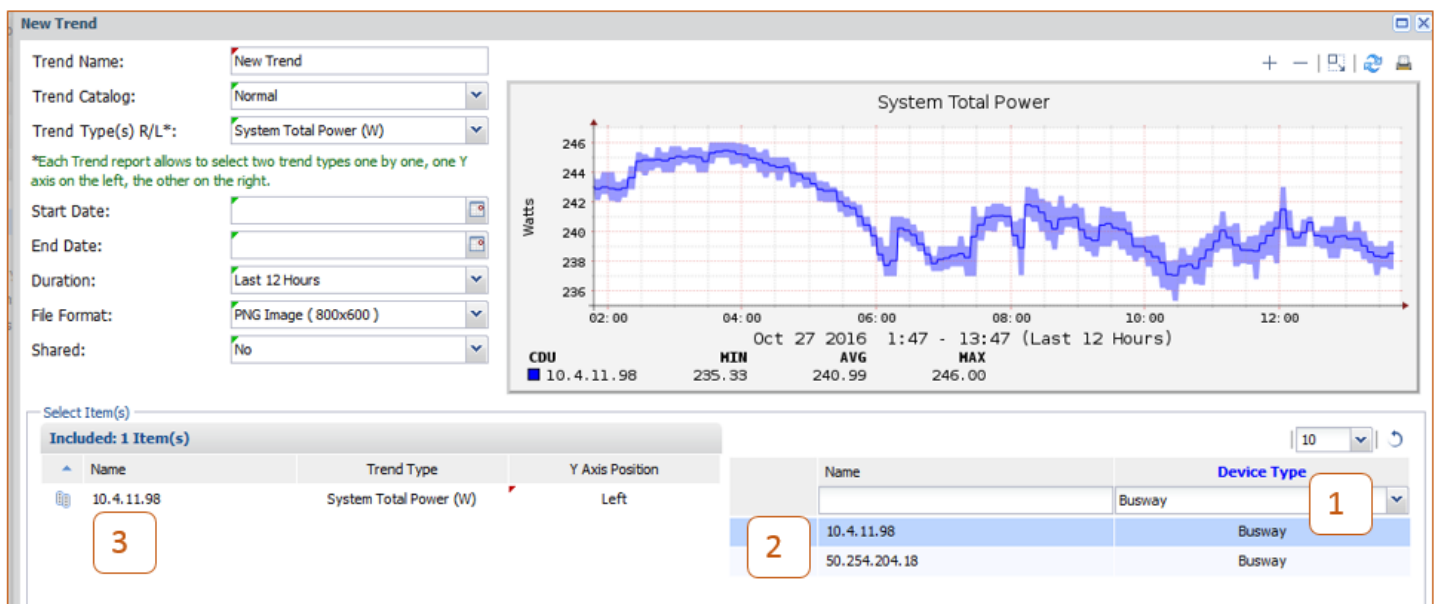 New Trend
Trend Name: New Trend
Trend Catalog: Normal
Trend Type(s) R/L*: System Total Power (W)
*Each Trend report allows to select two trend types one by one, one Y
axis on the left, the other on the right.
Start Date:
End Date:
Duration: Last 12 Hours
File Format: PNG Image ( 800x600 )
Shared: No
System Total Power
Watts
246
244
242
240
238
236
02:00 04:00 06:00 08:00 10:00 12:00
Oct 27 2016 1:47 - 13:47 (Last 12 Hours)
CDU MIN AVG MAX
10.4.11.98 235.33 240.99 246.00
Select Item(s)
Included: 1 Item(s)
10
Name Trend Type Y Axis Position
10.4.11.98 System Total Power (W) Left
3
Name Device Type
Busway
1
10.4.11.98 Busway
2
50.254.204.18 Busway